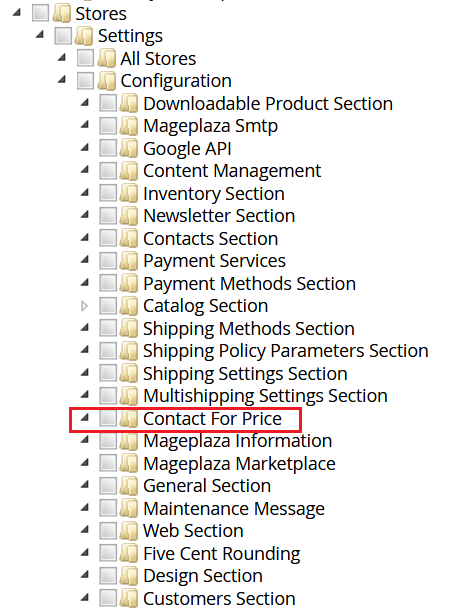 Stores
Settings
All Stores
Configuration
Downloadable Product Section
Mageplaza Smtp
Google API
Content Management
Inventory Section
Newsletter Section
Contacts Section
Payment Services
Payment Methods Section
Catalog Section
Shipping Methods Section
Shipping Policy Parameters Section
Shipping Settings Section
Multishipping Settings Section
Contact For Price
Mageplaza Information
Mageplaza Marketplace
General Section
Maintenance Message
Web Section
Five Cent Rounding
Design Section
Customers Section